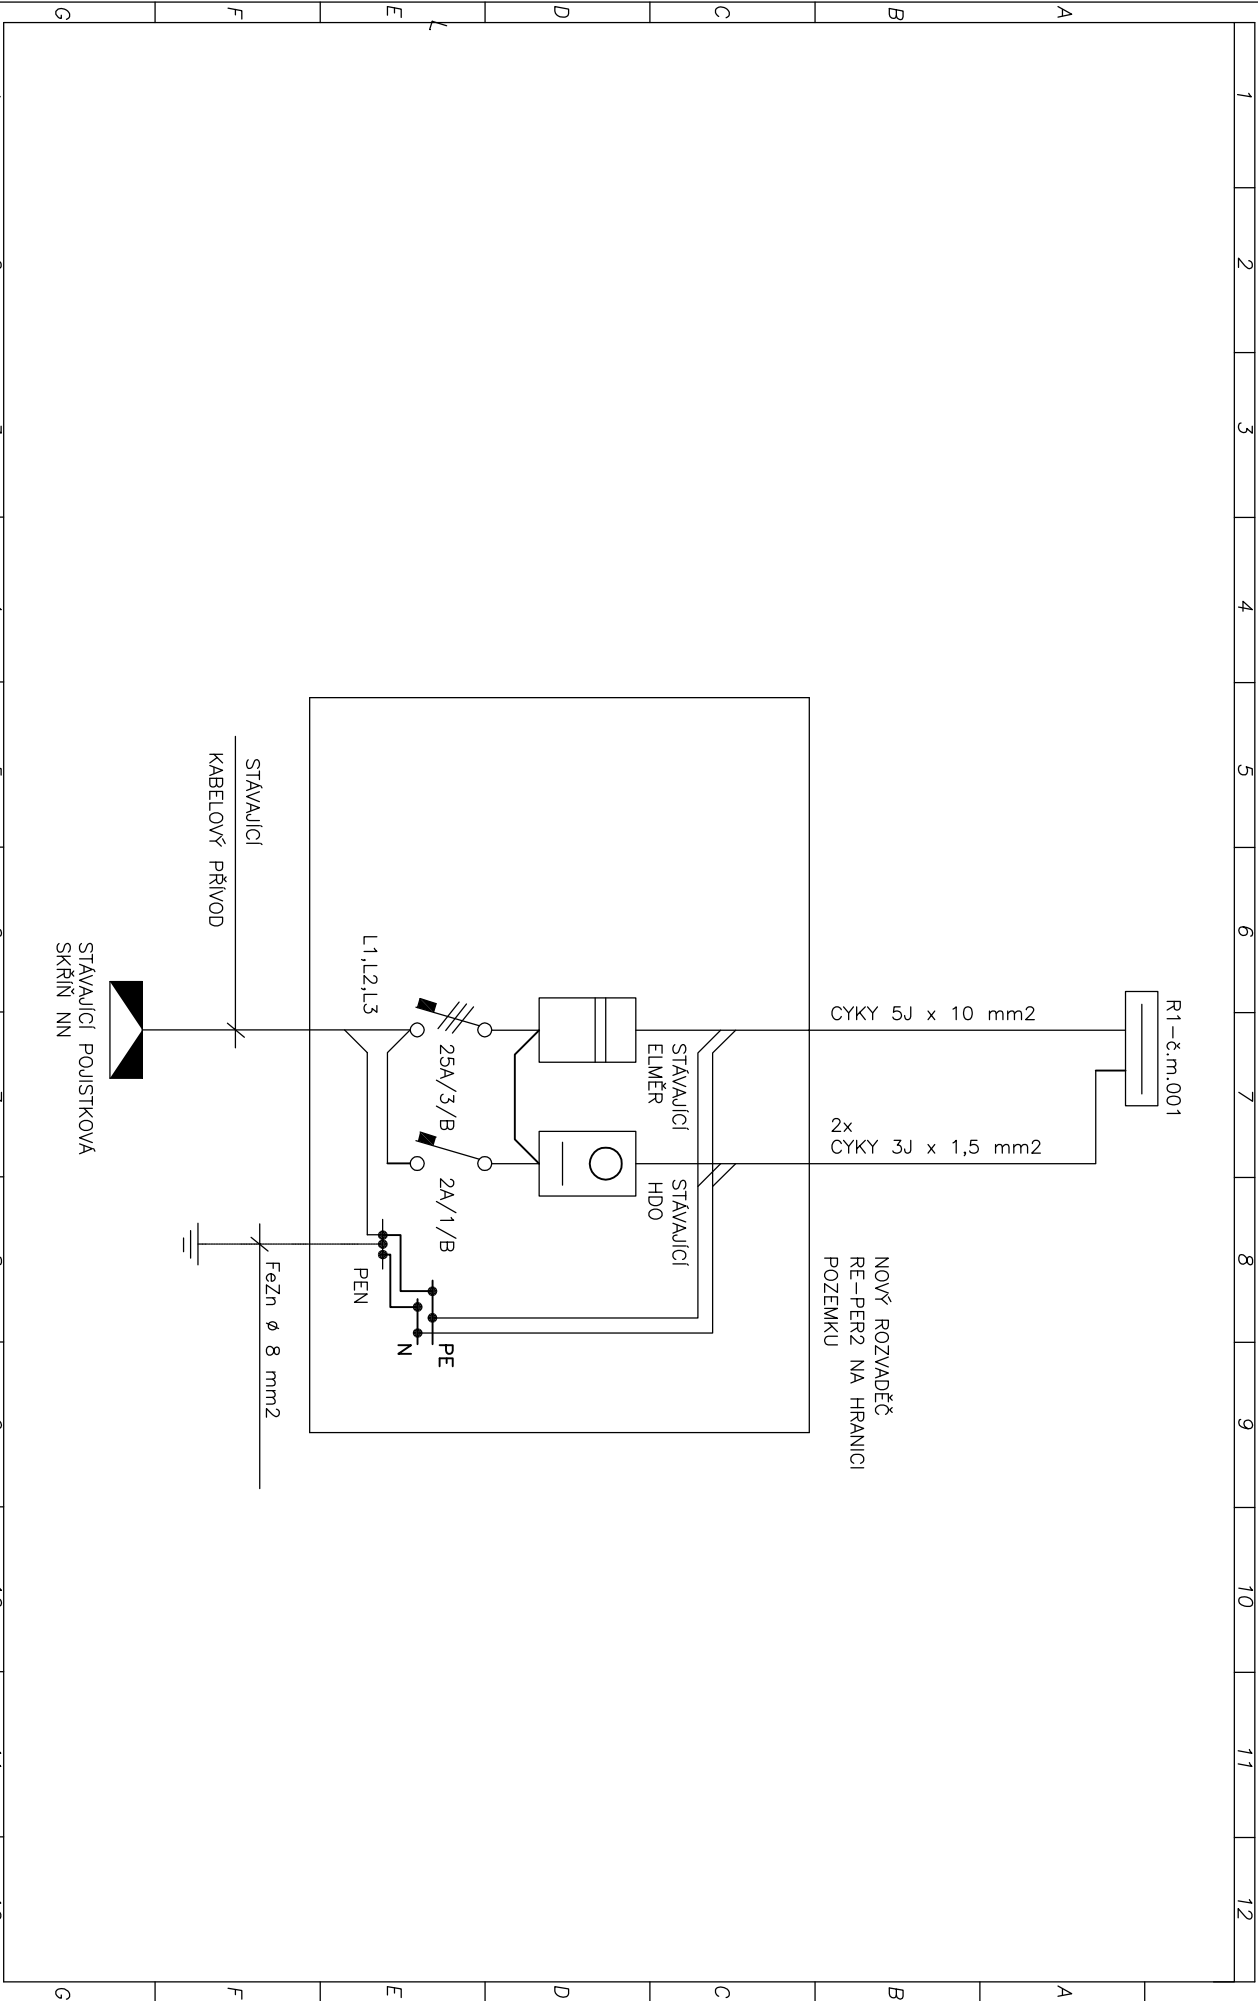 1 2 3 4 5 6 7 8 9 10 11 12
A
B
C
D
E
F
G
R1-č.m.001
CYKY 5J x 10 mm2
2x
CYKY 3J x 1,5 mm2
NOVÝ ROZVADĚČ
RE-PER2 NA HRANICI
POZEMKU
STÁVAJÍCÍ
ELMĚR
STÁVAJÍCÍ
HDO
25A/3/B
2A/1/B
L1,L2,L3
PE
N
PEN
STÁVAJÍCÍ
KABELOVÝ PŘÍVOD
FeZn ø 8 mm2
STÁVAJÍCÍ POJISTKOVÁ
SKŘÍŇ NN
A
B
C
D
E
F
G